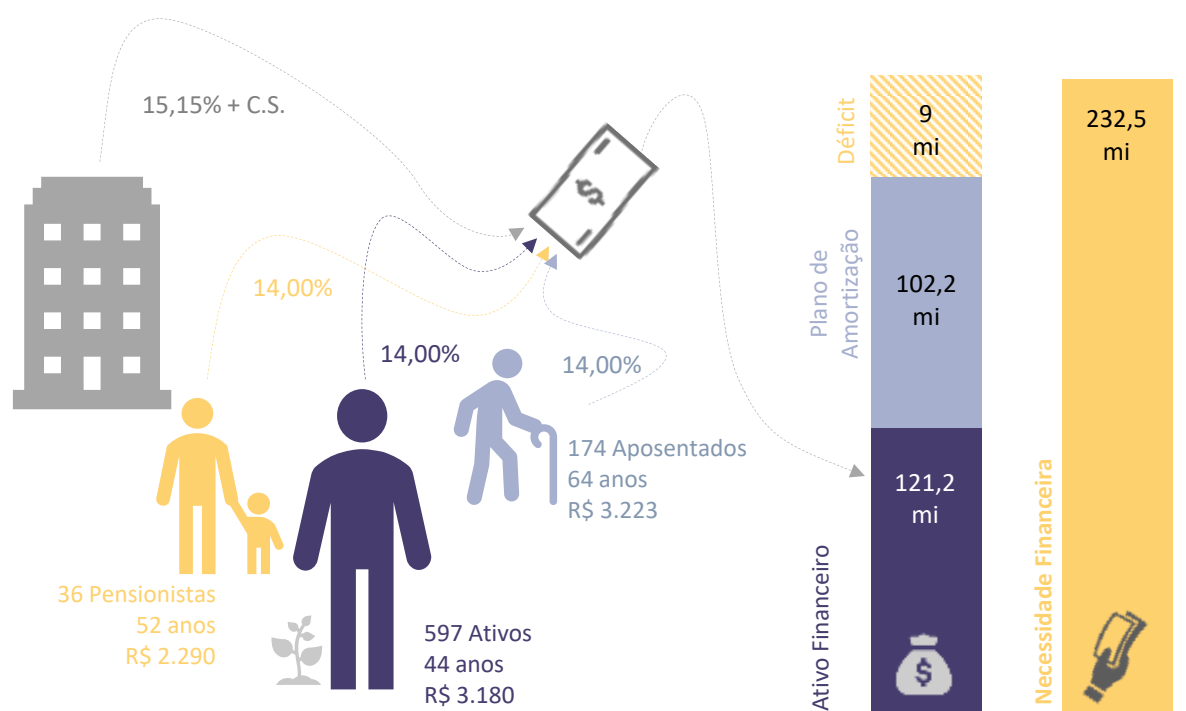 15,15% + C.S.
14,00%
14,00%
14,00%
36 Pensionistas
52 anos
R$ 2.290
597 Ativos
44 anos
R$ 3.180
174 Aposentados
64 anos
R$ 3.223
Déficit
9
mi
Plano de
Amortização
102,2
mi
Ativo Financeiro
121,2
mi
$
$
Necessidade Financeira
232,5
mi